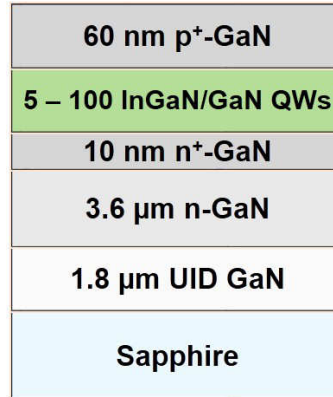 60 nm p⁺-GaN
5 – 100 InGaN/GaN QWs
10 nm n⁺-GaN
3.6 μm n-GaN
1.8 μm UID GaN
Sapphire